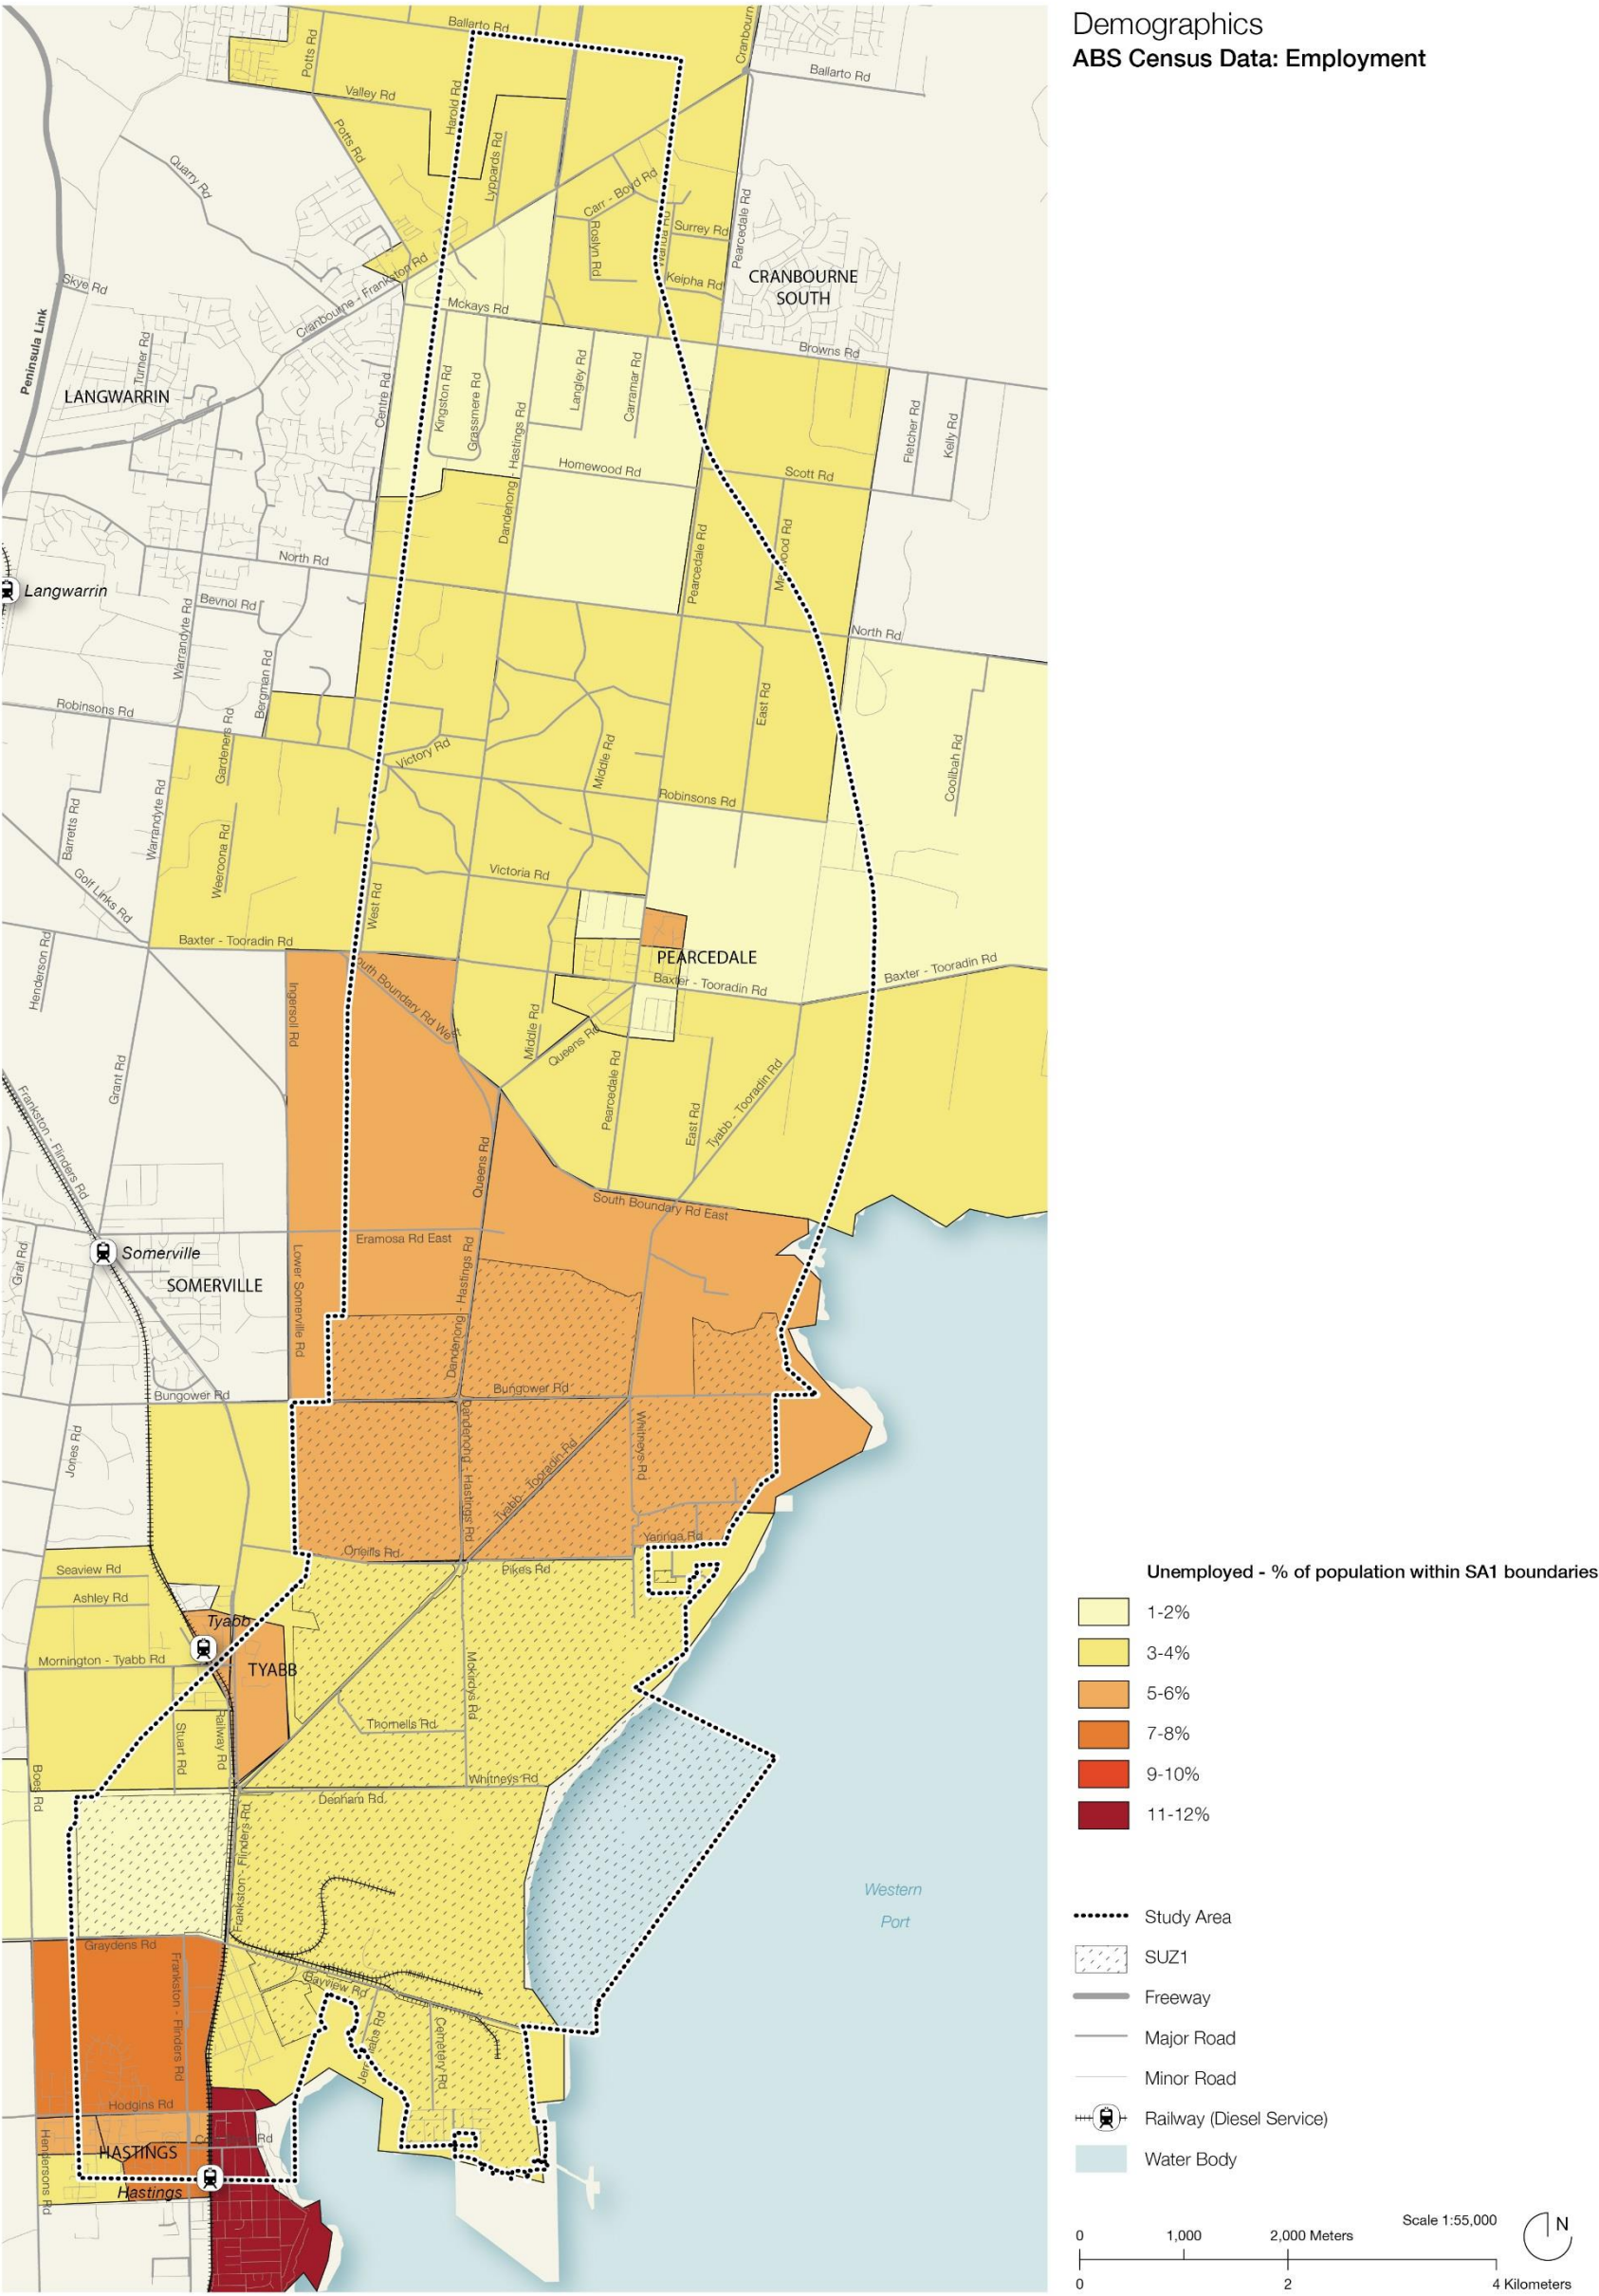 Demographics
ABS Census Data: Employment
Ballarto Rd
Potts Rd
Ballarto Rd
Valley Rd
Harold Rd
Potts Rd
Lyppards Rd
Quarry Rd
Carr - Boyd Rd
Pearcedale Rd
Surrey Rd
Roslyn Rd
Keipha Rd
CRANBOURNE
SOUTH
Skye Rd
Cranbourne - Frankston Rd
Mckays Rd
Peninsula Link
Turner Rd
Browns Rd
LANGWARRIN
Centre Rd
Kingston Rd
Grassmere Rd
Langley Rd
Carramar Rd
Dandenong - Hastings Rd
Fletcher Rd
Kelly Rd
Homewood Rd
Scott Rd
Pearcedale Rd
North Rd
Langwarrin
Bevnol Rd
Warrandyte Rd
North Rd
Bergman Rd
East Rd
Robinsons Rd
Gardeners Rd
Victory Rd
Middle Rd
Coolibah Rd
Robinsons Rd
Barretts Rd
Warrandyte Rd
Weeroona Rd
Victoria Rd
Golf Links Rd
West Rd
Baxter - Tooradin Rd
Henderson Rd
PEARCEDALE
Baxter - Tooradin Rd
Baxter - Tooradin Rd
Ingersoll Rd
Middle Rd
Queens Rd
Grant Rd
Pearcedale Rd
East Rd
Tyabb - Tooradin Rd
Frankston - Flinders Rd
Queens Rd
South Boundary Rd East
Eramosa Rd East
Graf Rd
Somerville
SOMERVILLE
Lower Somerville Rd
Dandenong - Hastings Rd
Bungower Rd
Bungower Rd
Jones Rd
Dandenong - Hastings Rd
Whitneys Rd
Tyabb - Tooradin Rd
Yaringa Rd
Oneills Rd
Pikes Rd
Seaview Rd
Ashley Rd
Tyabb
Mornington - Tyabb Rd
TYABB
Mckirdys Rd
Stuart Rd
Railway Rd
Thornells Rd
Boes Rd
Whitneys Rd
Denham Rd
Frankston - Flinders Rd
Western
Port
Graydens Rd
Frankston - Flinders Rd
Bayview Rd
Cemetery Rd
Hodgins Rd
Hendersons Rd
HASTINGS
Hastings
Unemployed - % of population within SA1 boundaries
1-2%
3-4%
5-6%
7-8%
9-10%
11-12%
Study Area
SUZ1
Freeway
Major Road
Minor Road
Railway (Diesel Service)
Water Body
Scale 1:55,000
N
0 1,000 2,000 Meters
0 2 4 Kilometers